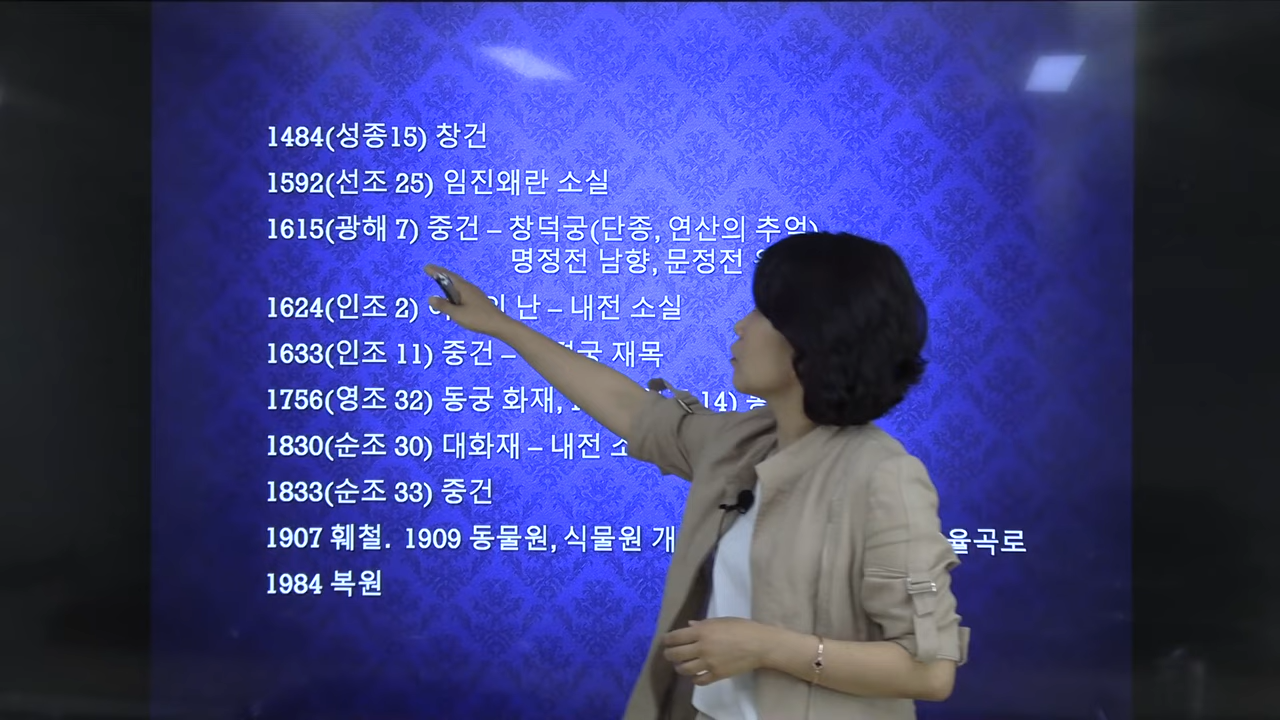 1484(성종15) 창건
1592(선조 25) 임진왜란 소실
1615(광해 7) 중건 – 창덕궁(단종, 연산의 추억)
명정전 남향, 문정전
1624(인조 2) 난 – 내전 소실
1633(인조 11) 중건 – 재목
1756(영조 32) 동궁 화재, 14)
1830(순조 30) 대화재 – 내전
1833(순조 33) 중건
1907 훼철. 1909 동물원, 식물원 율곡로
1984 복원